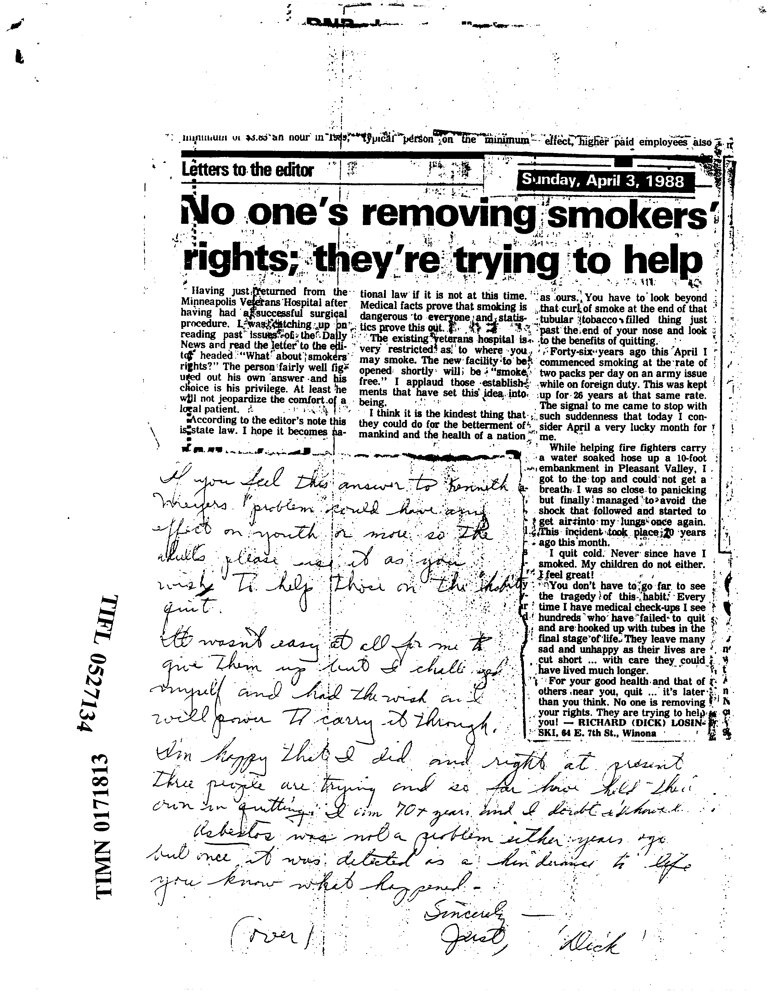 minimum of $3.85 an hour in "typical person on the minimum effect, higher paid employees also
Letters to the editor
Sunday, April 3, 1988
No one's removing smokers'
rights; they're trying to help
Having just returned from the
Minneapolis Veterans Hospital after
having had a successful surgical
procedure. I was catching up on
reading past issues of the Daily
News and read the letter to the edi-
tor headed "What about smokers
rights?" The person fairly well fig-
ured out his own answer and his
choice is his privilege. At least he
will not jeopardize the comfort of a
local patient.
According to the editor's note this
is state law. I hope it becomes na-
tional law if it is not at this time.
Medical facts prove that smoking is
dangerous to everyone and statis-
tics prove this out.
The existing veterans hospital is
very restricted as to where you
may smoke. The new facility to be
opened shortly will be "smoke
free." I applaud those establish-
ments that have set this idea into
being.
I think it is the kindest thing that
they could do for the betterment of
mankind and the health of a nation
as ours. You have to look beyond
that curl of smoke at the end of that
tubular tobacco filled thing just
past the end of your nose and look
to the benefits of quitting.
Forty-six years ago this April I
commenced smoking at the rate of
two packs per day on an army issue
while on foreign duty. This was kept
up for 26 years at that same rate.
The signal to me came to stop with
such suddenness that today I con-
sider April a very lucky month for
me.
While helping fire fighters carry
a water soaked hose up a 10-foot
embankment in Pleasant Valley, I
got to the top and could not get a
breath. I was so close to panicking
but finally managed to avoid the
shock that followed and started to
get air into my lungs once again.
This incident took place 20 years
ago this month.
I quit cold. Never since have I
smoked. My children do not either.
I feel great!
You don't have to go far to see
the tragedy of this habit. Every
time I have medical check-ups I see
hundreds who have failed to quit
and are hooked up with tubes in the
final stage of life. They leave many
sad and unhappy as their lives are
cut short ... with care they could
have lived much longer.
For your good health and that of
others near you, quit ... it's later
than you think. No one is removing
your rights. They are trying to help
you! — RICHARD (DICK) LOSIN-
SKI, 64 E. 7th St., Winona
If you feel this answer to Kenneth
Meyers "problem" could have any
effect on youth or more so the
adults please use it as you
wish to help those on the "habit"
quit.
It wasn't easy at all for me to
give them up but I challenged
myself and had the wish and
will power to carry it through.
I'm happy that I did and right at present
three people are trying and so far have held their
own in quitting. I am 70+ years and I doubt
Asbestos was not a problem either years ago
but once it was detected as a hinderance to life
you know what happened -
Sincerely
Just, "Dick"
(over)
TIFL 0527134
TIMN 0171813